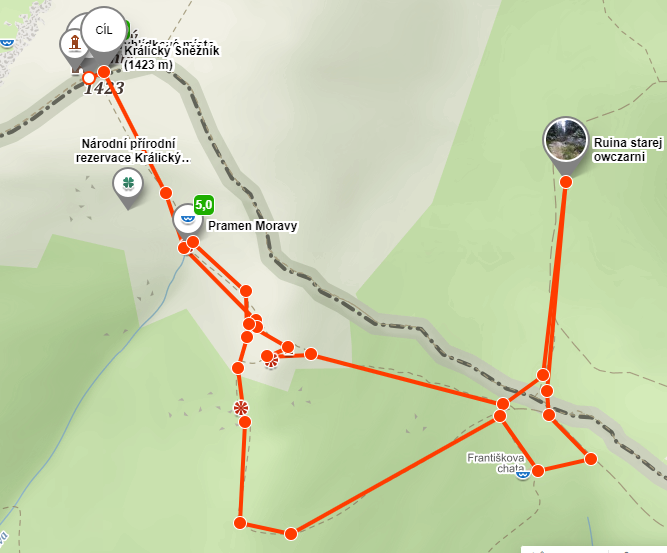 CÍL
Králický Sněžník
(1423 m)
1423
Národní přírodní
rezervace Králický...
5,0
Pramen Moravy
Ruina starej
owczarni
Františkova
chata